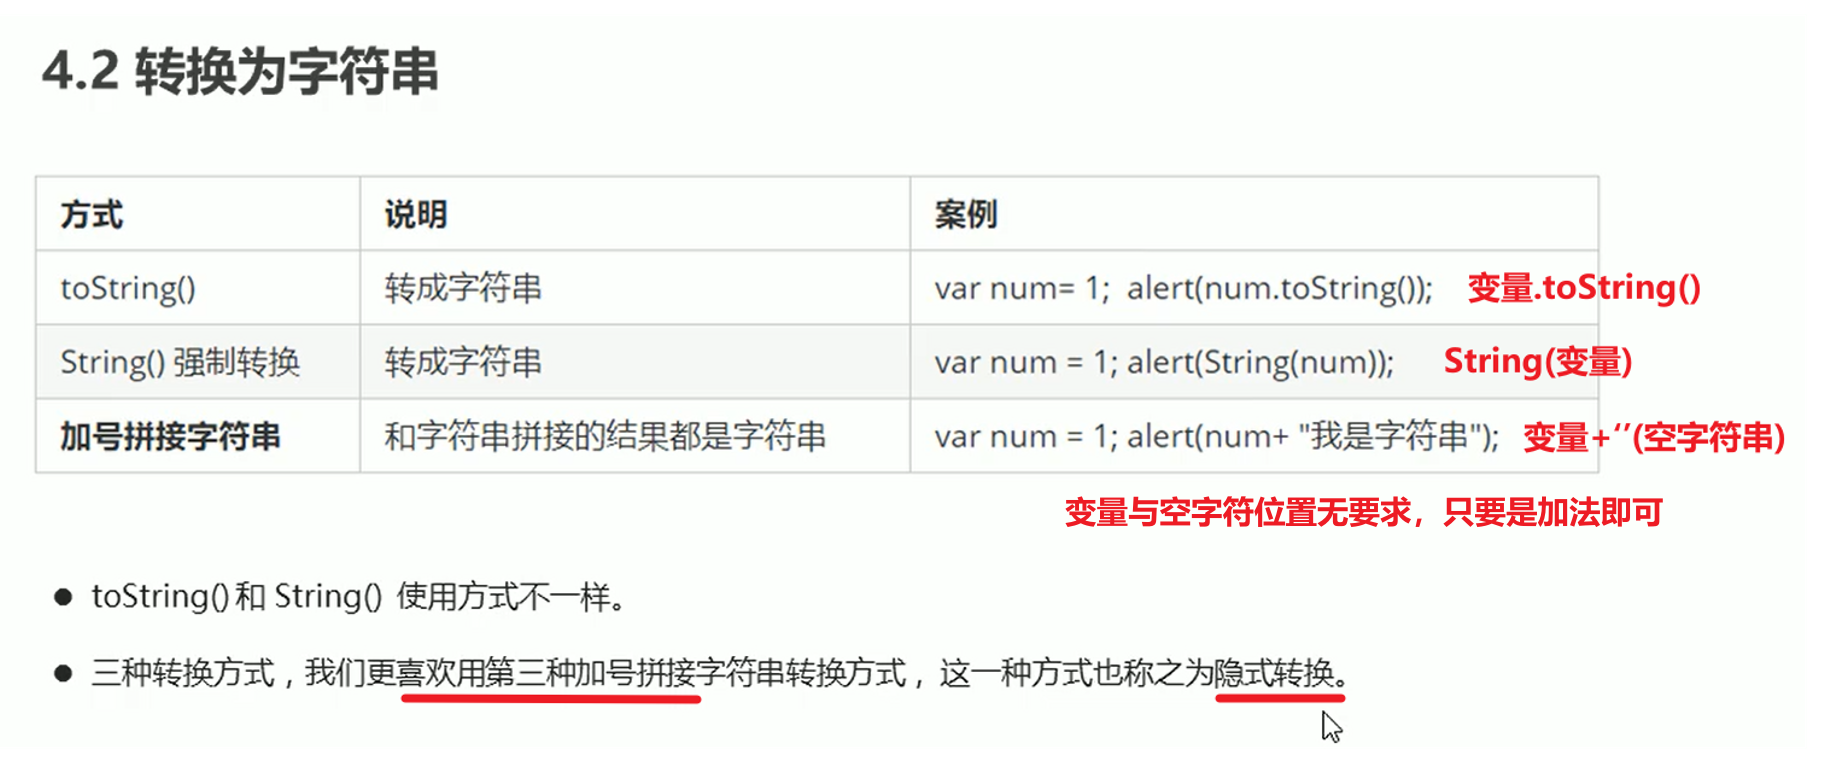 4.2 转换为字符串
方式 说明 案例
toString() 转成字符串 var num= 1; alert(num.toString()); 变量.toString()
String() 强制转换 转成字符串 var num = 1; alert(String(num)); String(变量)
加号拼接字符串 和字符串拼接的结果都是字符串 var num = 1; alert(num+ "我是字符串"); 变量+‘’(空字符串)
变量与空字符位置无要求，只要是加法即可
● toString()和 String() 使用方式不一样。
● 三种转换方式，我们更喜欢用第三种加号拼接字符串转换方式，这一种方式也称之为隐式转换。